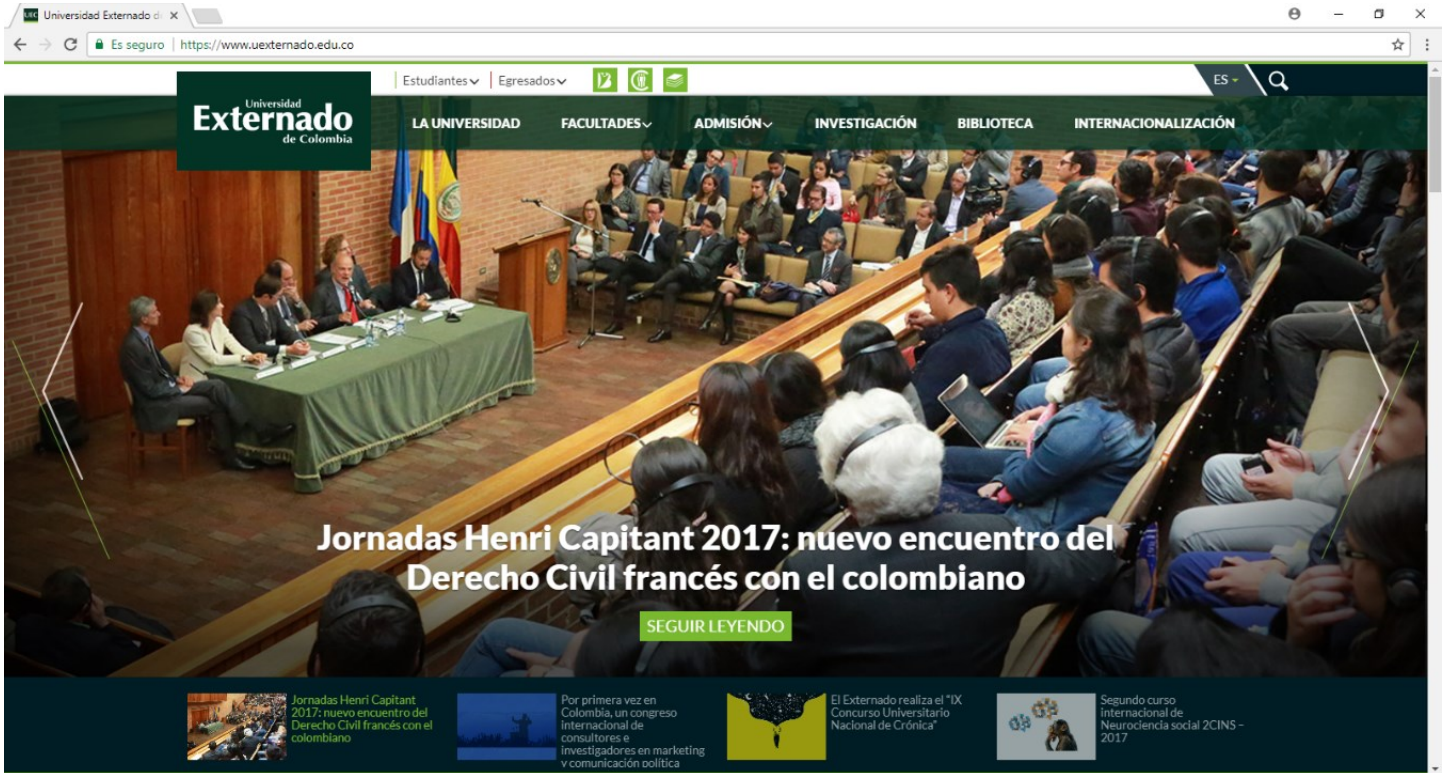 Universidad Externado d
Es seguro | https://www.uexternado.edu.co
Estudiantes Egresados
ES
Universidad
Externado
de Colombia
LA UNIVERSIDAD FACULTADES ADMISIÓN INVESTIGACIÓN BIBLIOTECA INTERNACIONALIZACIÓN
Jornadas Henri Capitant 2017: nuevo encuentro del
Derecho Civil francés con el colombiano
SEGUIR LEYENDO
Jornadas Henri Capitant
2017: nuevo encuentro del
Derecho Civil francés con el
colombiano
Por primera vez en
Colombia, un congreso
internacional de
consultores e
investigadores en marketing
y comunicación política
El Externado realiza el "IX
Concurso Universitario
Nacional de Crónica"
Segundo curso
internacional de
Neurociencia social 2CINS –
2017